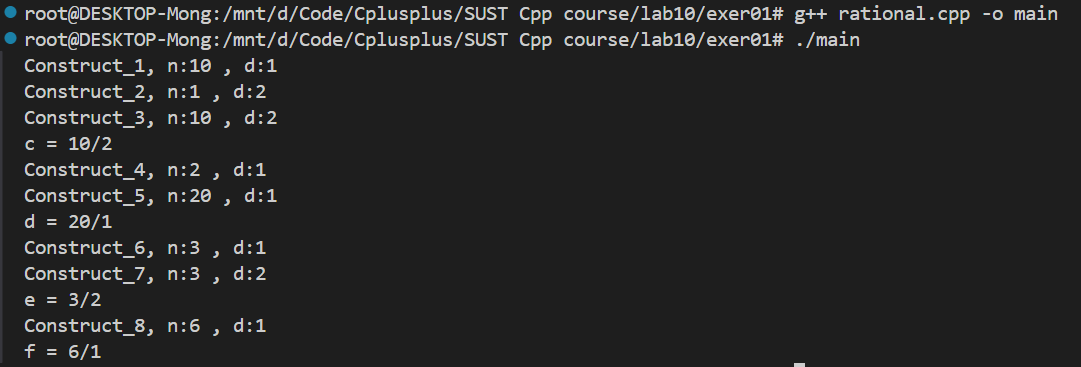 root@DESKTOP-Mong:/mnt/d/Code/Cplusplus/SUST Cpp course/lab10/exer01# g++ rational.cpp -o main
root@DESKTOP-Mong:/mnt/d/Code/Cplusplus/SUST Cpp course/lab10/exer01# ./main
Construct_1, n:10 , d:1
Construct_2, n:1 , d:2
Construct_3, n:10 , d:2
c = 10/2
Construct_4, n:2 , d:1
Construct_5, n:20 , d:1
d = 20/1
Construct_6, n:3 , d:1
Construct_7, n:3 , d:2
e = 3/2
Construct_8, n:6 , d:1
f = 6/1